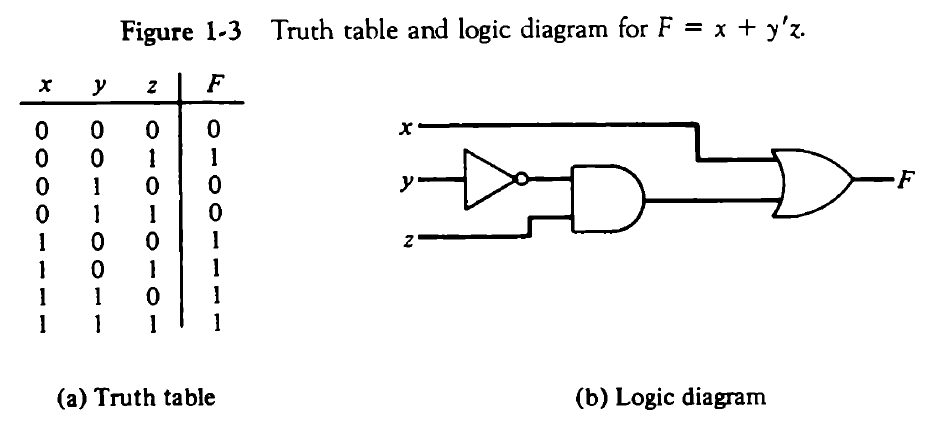 Figure 1-3 Truth table and logic diagram for F = x + y'z.
x y z F
0 0 0 0
0 0 1 1
0 1 0 0
0 1 1 0
1 0 0 1
1 0 1 1
1 1 0 1
1 1 1 1
x
y
z
F
(a) Truth table
(b) Logic diagram